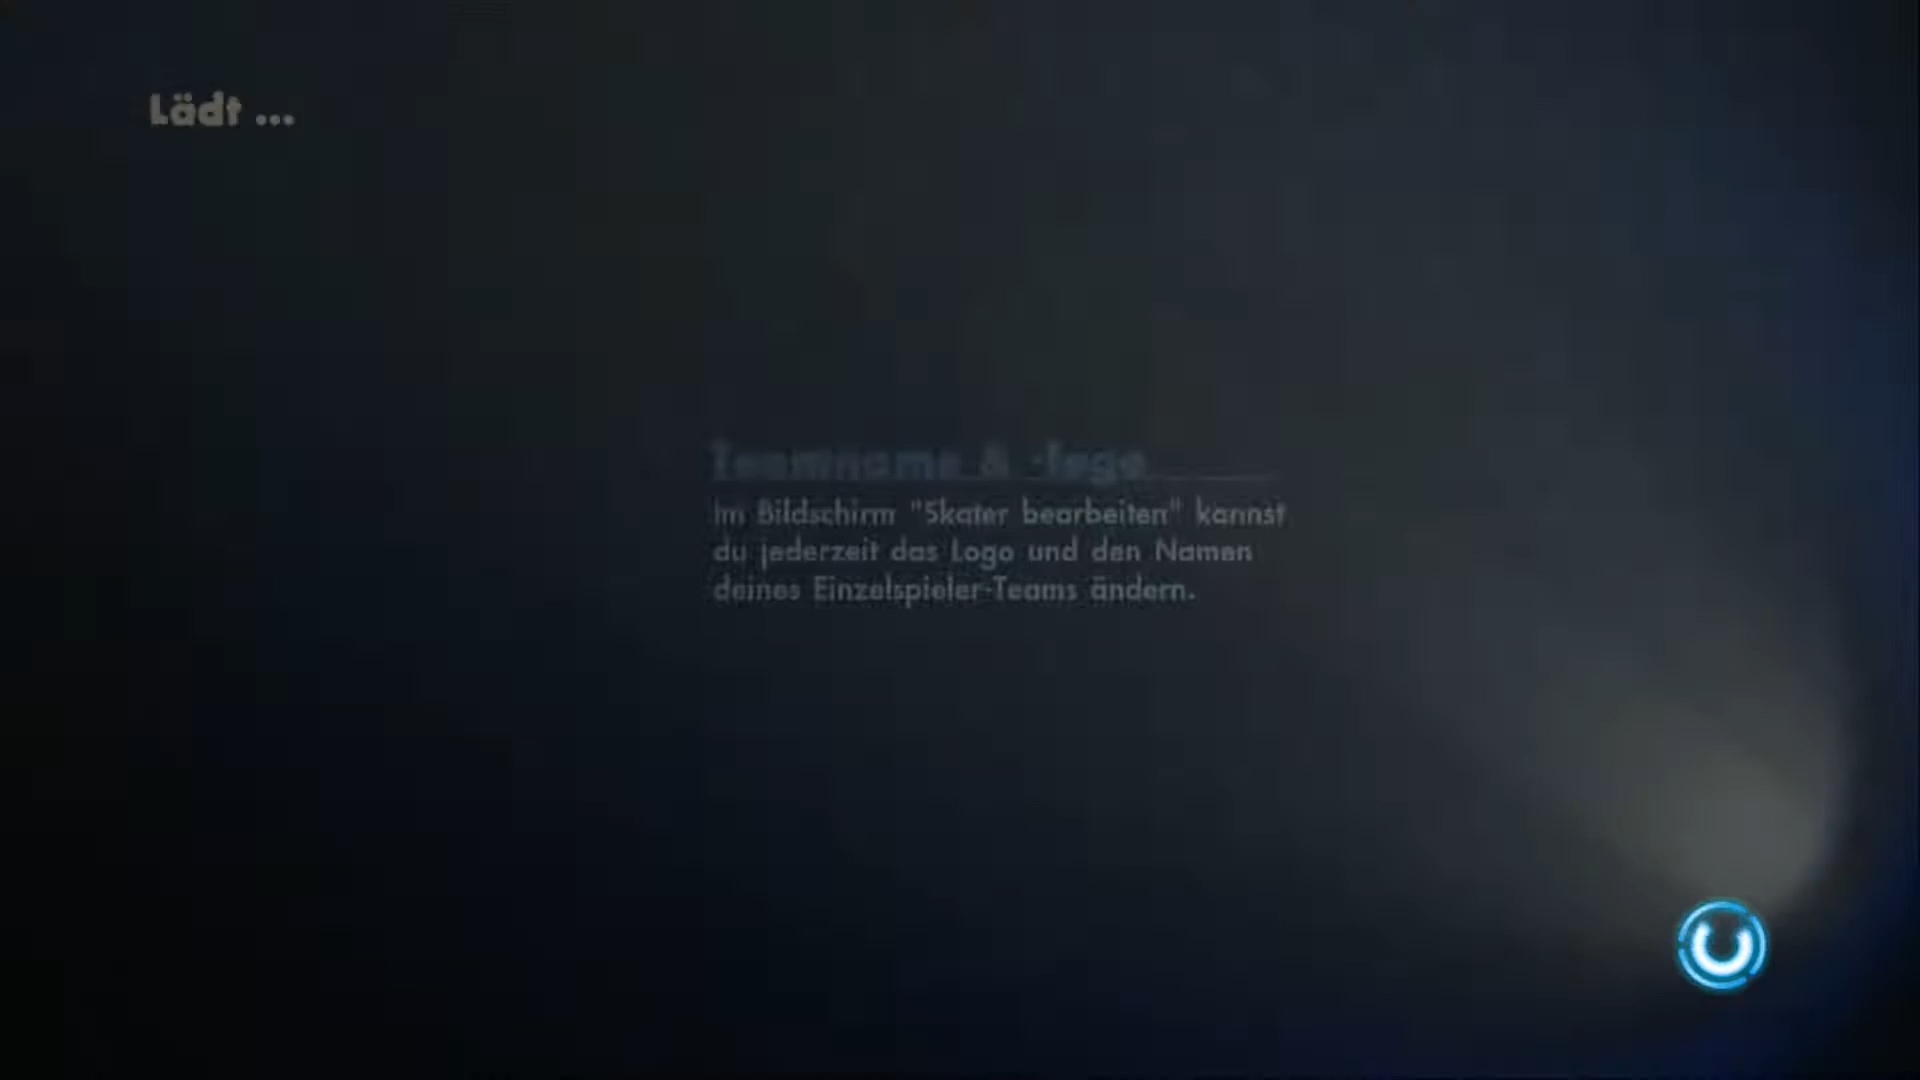 Lädt ...
Teamname & -logo
Im Bildschirm "Skater bearbeiten" kannst
du jederzeit das Logo und den Namen
deines Einzelspieler-Teams ändern.